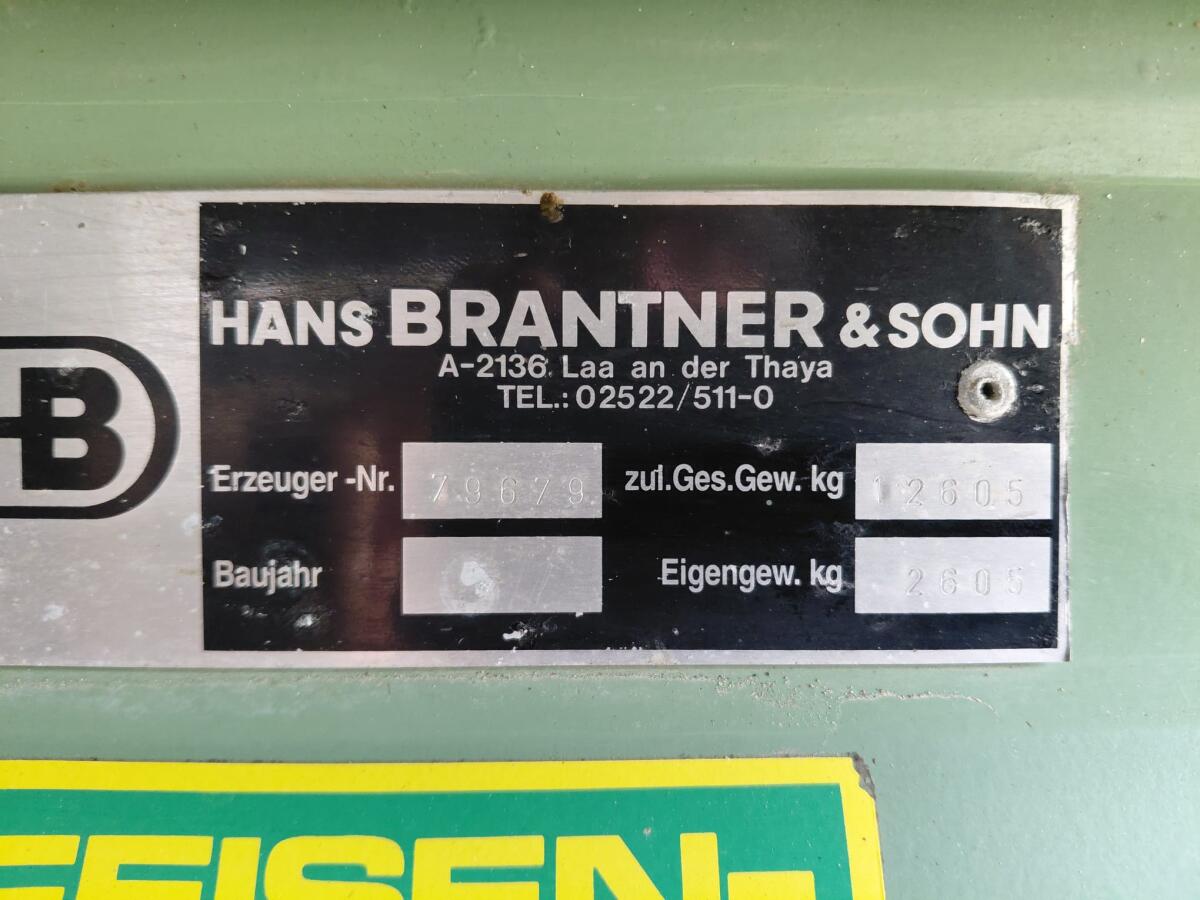 HANS BRANTNER & SOHN
A-2136 Laa an der Thaya
TEL.: 02522/511-0
B
Erzeuger -Nr. 79679 zul.Ges.Gew. kg 12605
Baujahr Eigengew. kg 2605
EISEN-